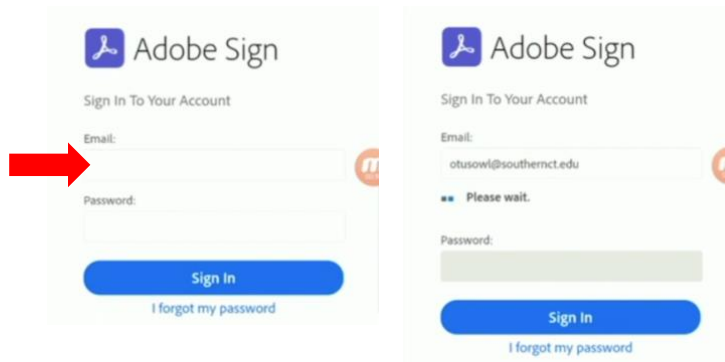 Adobe Sign
Sign In To Your Account
Email:
Password:
Sign In
I forgot my password
Adobe Sign
Sign In To Your Account
Email:
otusowl@southernct.edu
Please wait.
Password:
Sign In
I forgot my password